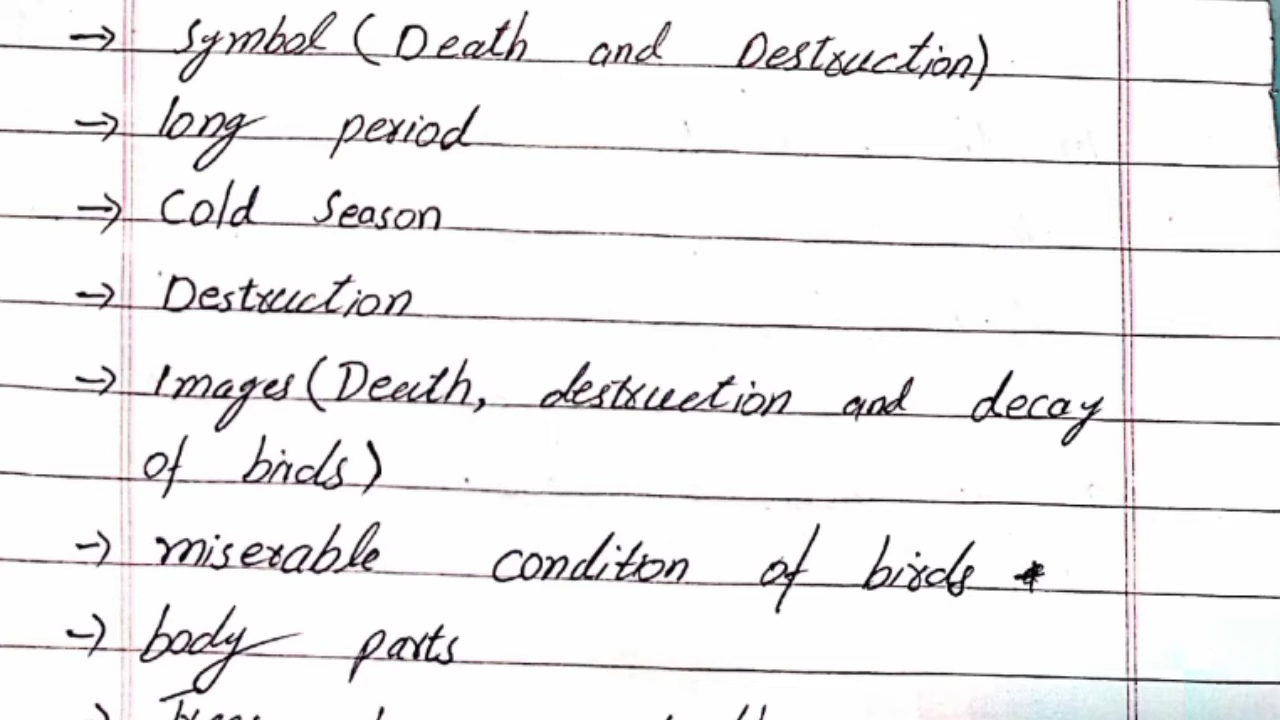 → Symbol (Death and Destruction)
→ long period
→ Cold Season
→ Destruction
→ Images (Death, destruction and decay
of birds)
→ miserable condition of birds
→ body parts
→